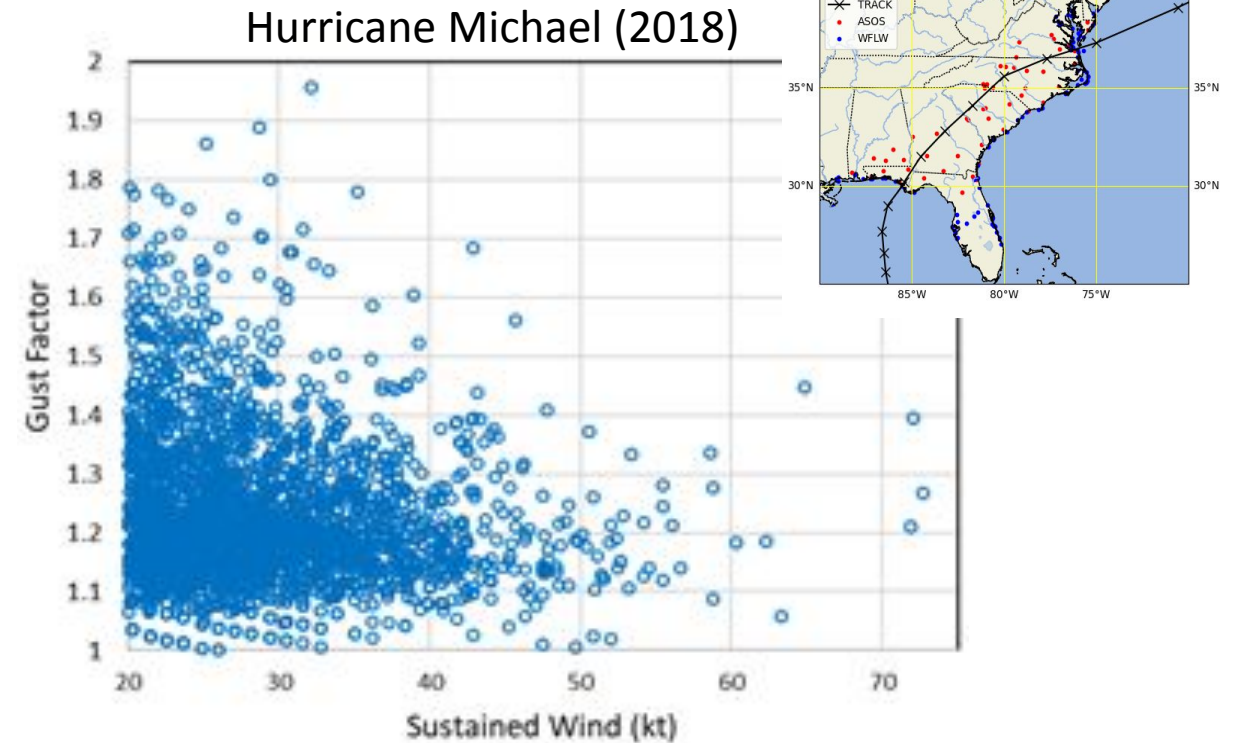 Hurricane Michael (2018)
TRACK
ASOS
WFLW
35°N
35°N
30°N
30°N
85°W 80°W 75°W
2
1.9
1.8
1.7
1.6
1.5
1.4
1.3
1.2
1.1
1
Gust Factor
20 30 40 50 60 70
Sustained Wind (kt)